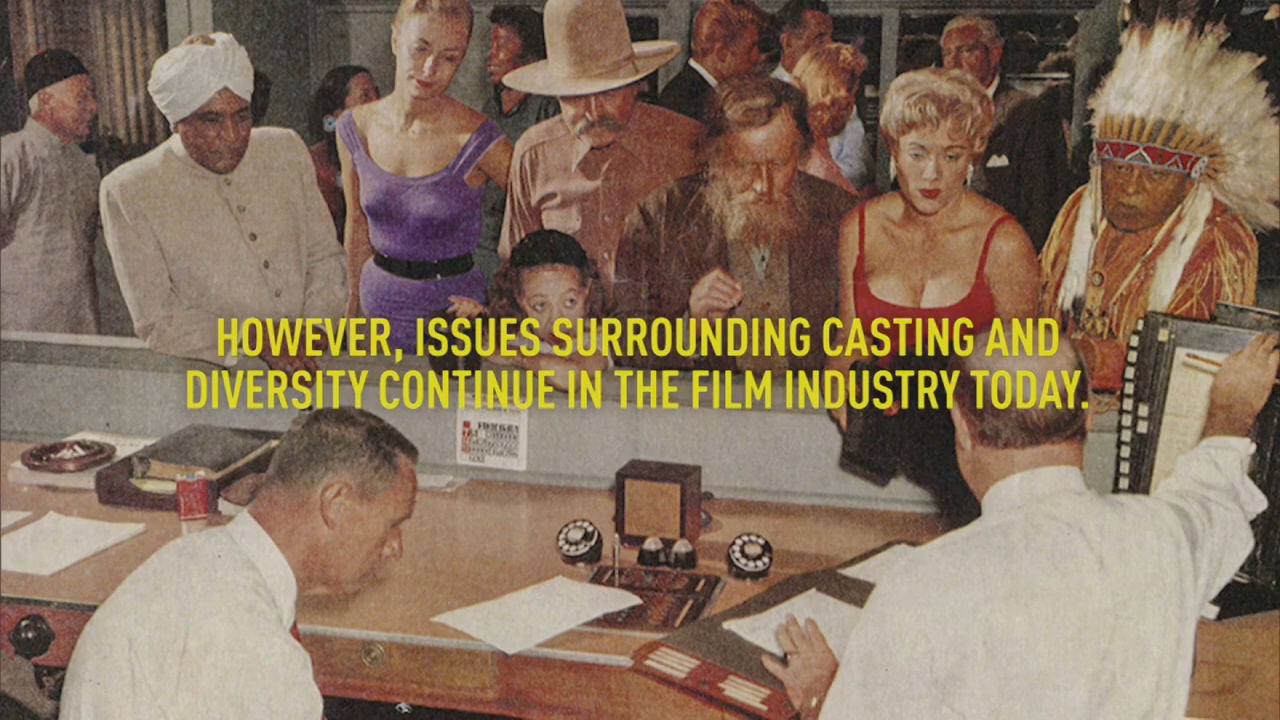 HOWEVER, ISSUES SURROUNDING CASTING AND
DIVERSITY CONTINUE IN THE FILM INDUSTRY TODAY.